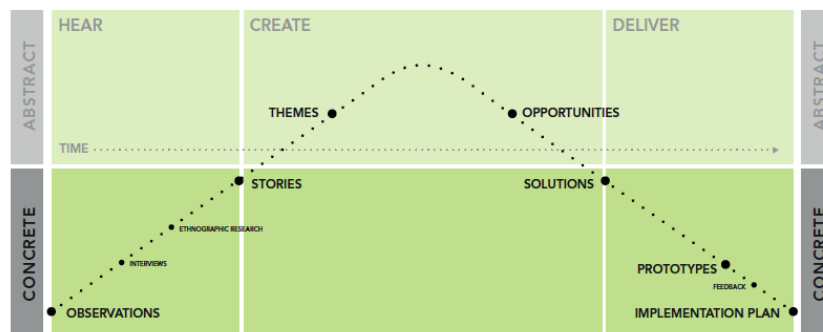 HEAR
CREATE
DELIVER
ABSTRACT
ABSTRACT
THEMES
OPPORTUNITIES
TIME
STORIES
SOLUTIONS
CONCRETE
CONCRETE
ETHNOGRAPHIC RESEARCH
INTERVIEWS
PROTOTYPES
FEEDBACK
OBSERVATIONS
IMPLEMENTATION PLAN